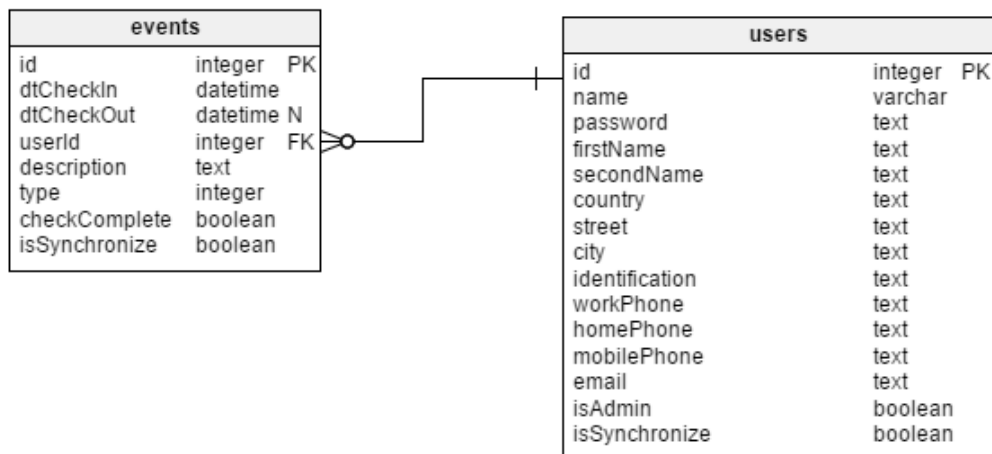 events
id integer PK
dtCheckIn datetime
dtCheckOut datetime N
userId integer FK
description text
type integer
checkComplete boolean
isSynchronize boolean
users
id integer PK
name varchar
password text
firstName text
secondName text
country text
street text
city text
identification text
workPhone text
homePhone text
mobilePhone text
email text
isAdmin boolean
isSynchronize boolean